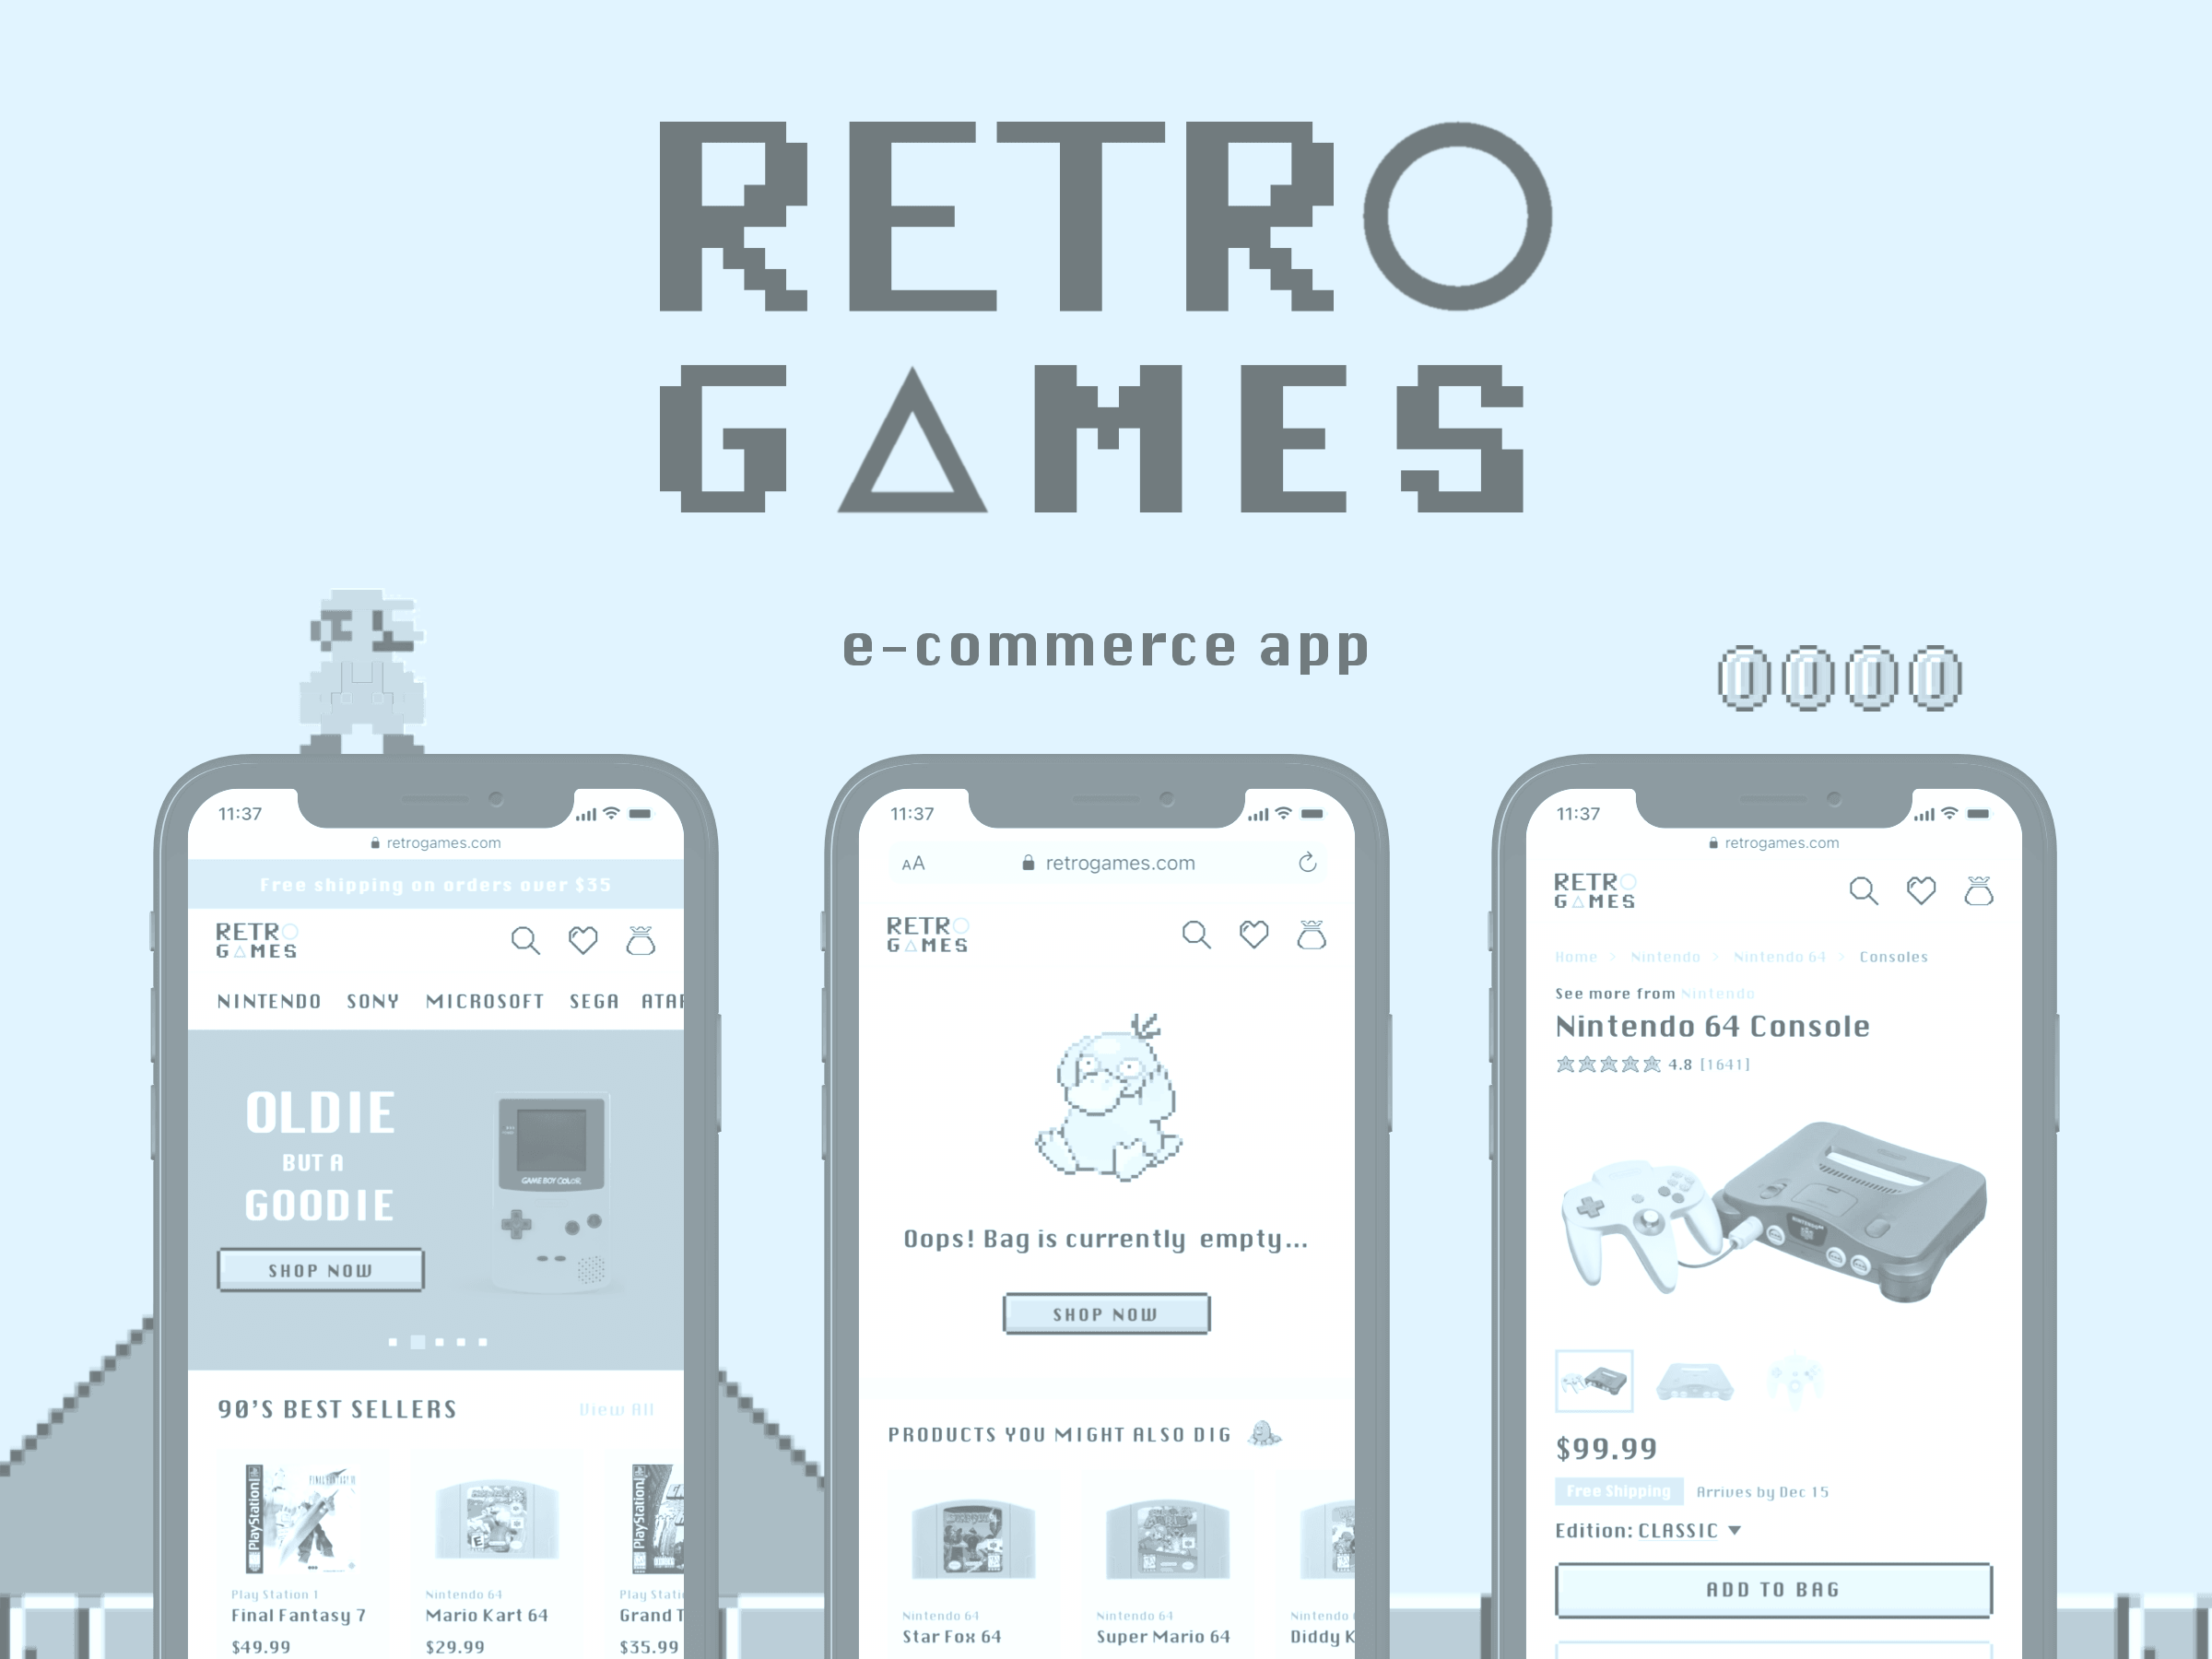 RETRO
GAMES
e-commerce app
11:37
retrogames.com
Free shipping on orders over $35
RETRO
GAMES
NINTENDO SONY MICROSOFT SEGA
OLDIE
BUT A
GOODIE
SHOP NOW
GAME BOY COLOR
90'S BEST SELLERS View All
PlayStation
PlayStation
Play Station 1
Final Fantasy 7
$49.99
Nintendo 64
Mario Kart 64
$29.99
Play Stati
Grand T
$35.99
11:37
AA retrogames.com
RETRO
GAMES
Oops! Bag is currently empty...
SHOP NOW
PRODUCTS YOU MIGHT ALSO DIG
Nintendo 64
Star Fox 64
Nintendo 64
Super Mario 64
Nintendo
Diddy K
11:37
retrogames.com
RETRO
GAMES
Home > Nintendo > Nintendo 64 > Consoles
See more from Nintendo
Nintendo 64 Console
4.8 [1641]
$99.99
Free Shipping Arrives by Dec 15
Edition: CLASSIC
ADD TO BAG